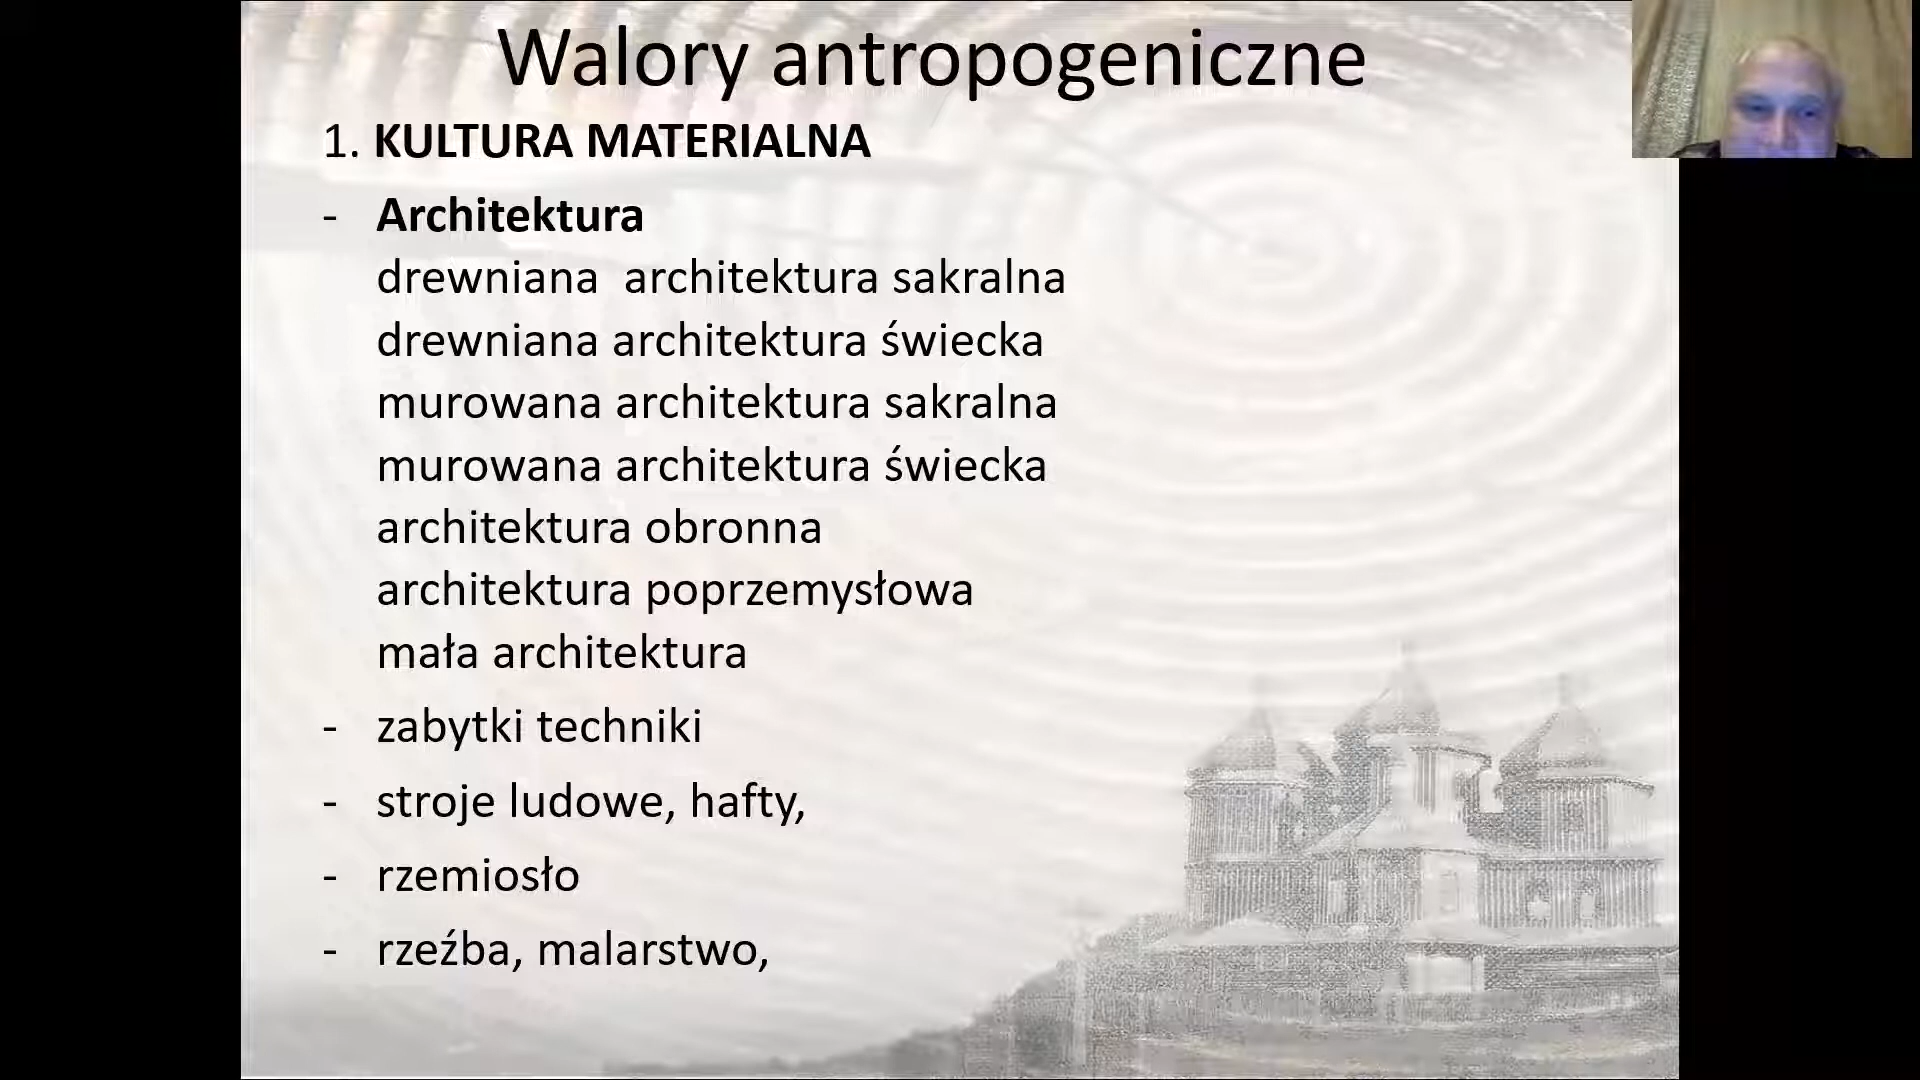 Walory antropogeniczne
1. KULTURA MATERIALNA
- Architektura
drewniana  architektura sakralna
drewniana architektura świecka
murowana architektura sakralna
murowana architektura świecka
architektura obronna
architektura poprzemysłowa
mała architektura
- zabytki techniki
- stroje ludowe, hafty,
- rzemiosło
- rzeźba, malarstwo,